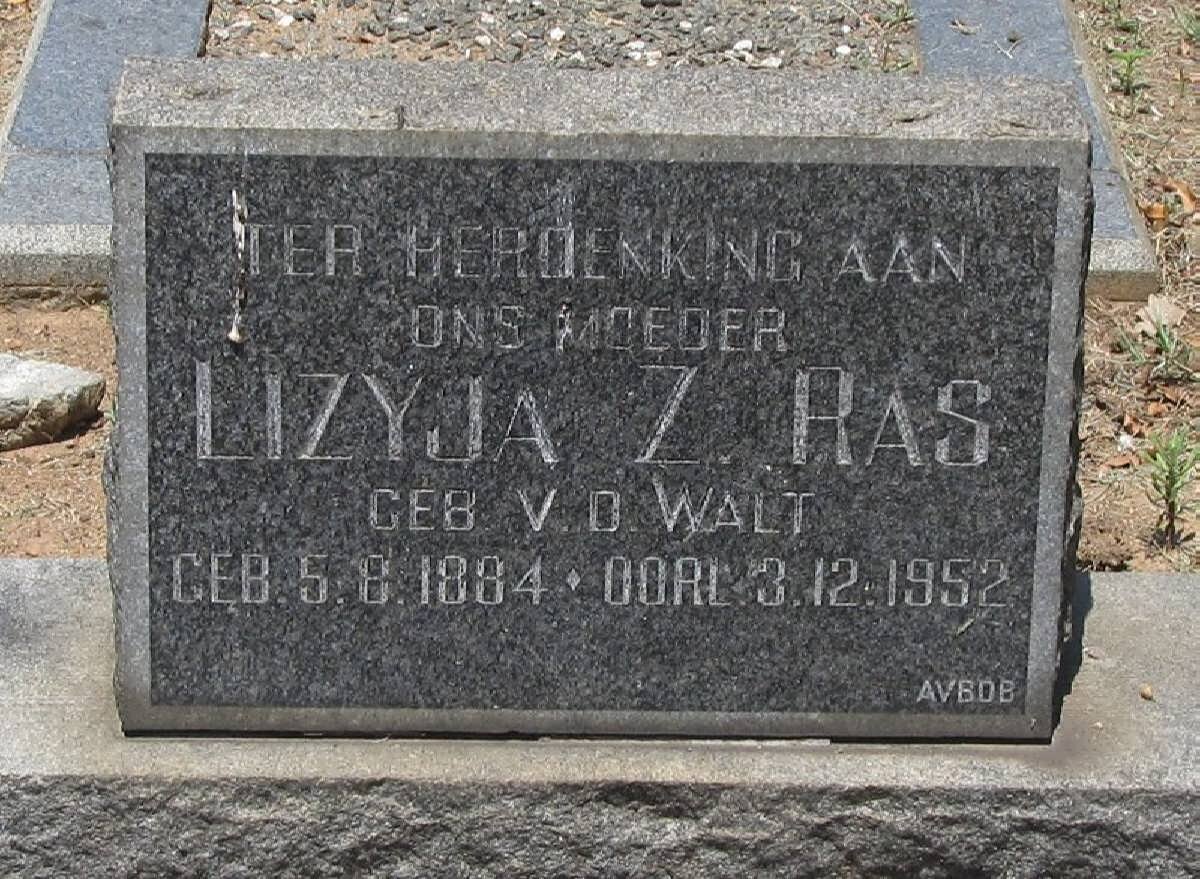 TER HERDENKING AAN
ONS MOEDER
LIZYJA Z. RAS
GEB V.D. WALT
GEB. 5.8.1884 · OORL. 3.12.1952
AVBOB